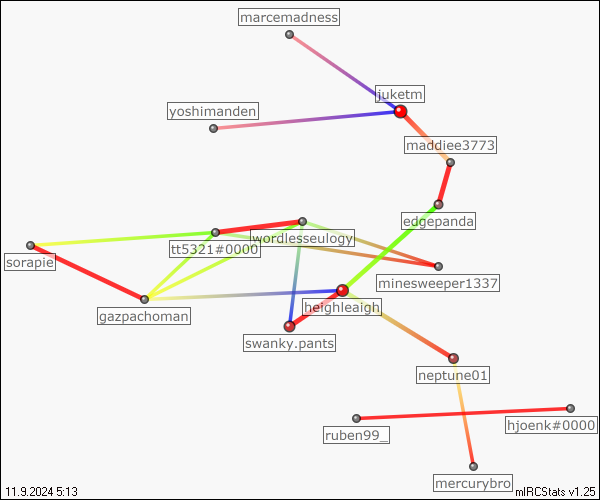 marcemadness
juketm
yoshimanden
maddiee3773
edgepanda
wordlesseulogy
tt5321#0000
sorapie
minesweeper1337
heighleaigh
gazpachoman
swanky.pants
neptune01
hjoenk#0000
ruben99_
mercurybro
11.9.2024 5:13
mIRCStats v1.25